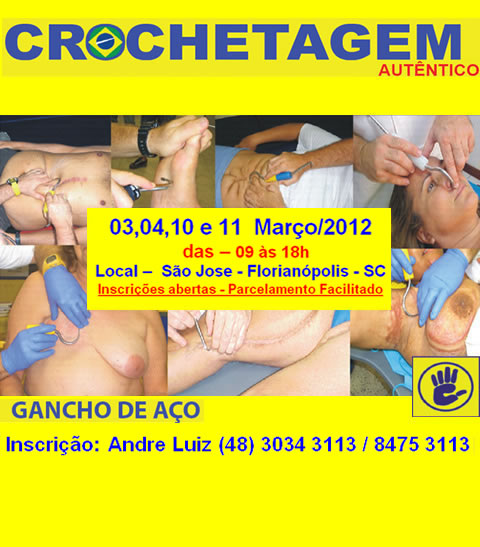 CROCHETAGEM
AUTÊNTICO
03,04,10 e 11 Março/2012
das – 09 às 18h
Local – São Jose - Florianópolis - SC
Inscrições abertas - Parcelamento Facilitado
GANCHO DE AÇO
Inscrição: Andre Luiz (48) 3034 3113 / 8475 3113